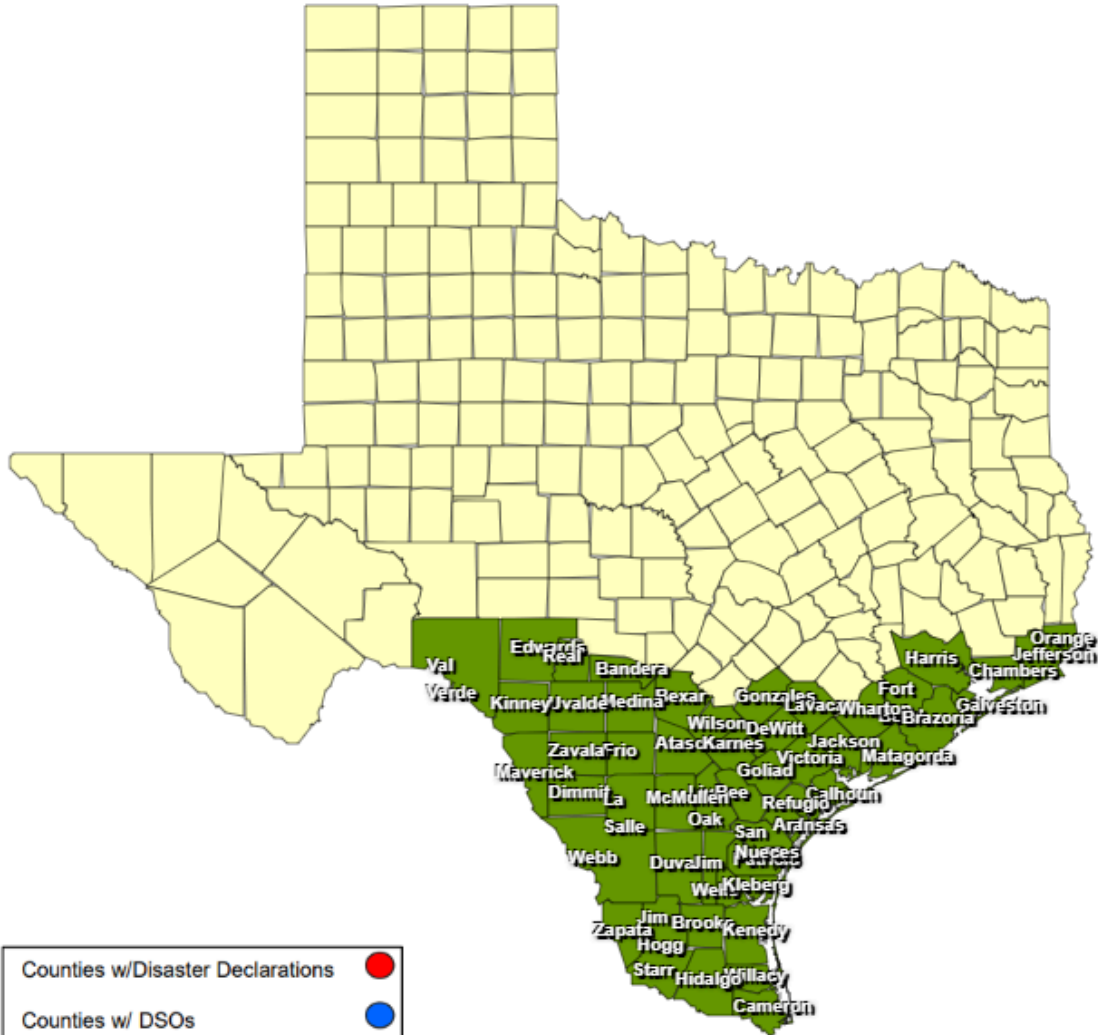 Orange
Jefferson
Harris
Chambers
Edwards
Real
Val
Verde
Bandera
Fort
Galveston
Kinney
Uvalde
Medina
Bexar
Gonzales
Lavaca
Wharton
Brazoria
Wilson
DeWitt
Zavala
Frio
Karnes
Jackson
Victoria
Matagorda
Maverick
Goliad
Dimmit
La
Salle
McMullen
Bee
Oak
Refugio
Calhoun
Aransas
San
Nueces
Webb
Duval
Jim
Wells
Kleberg
Zapata
Jim
Hogg
Brooks
Kenedy
Starr
Hidalgo
Willacy
Cameron
Counties w/Disaster Declarations
Counties w/ DSOs